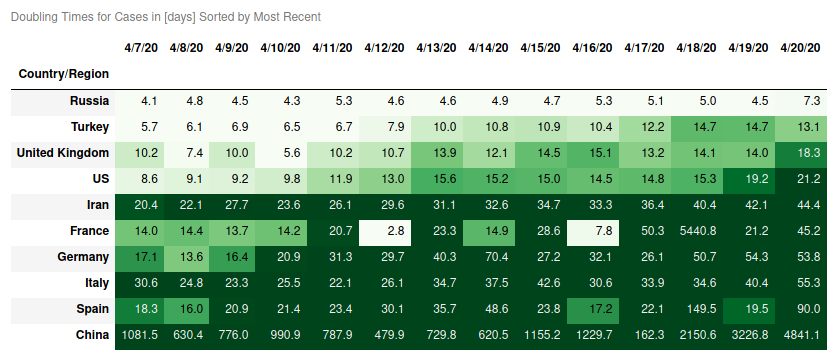 Doubling Times for Cases in [days] Sorted by Most Recent
4/7/20 4/8/20 4/9/20 4/10/20 4/11/20 4/12/20 4/13/20 4/14/20 4/15/20 4/16/20 4/17/20 4/18/20 4/19/20 4/20/20
Country/Region
Russia 4.1 4.8 4.5 4.3 5.3 4.6 4.6 4.9 4.7 5.3 5.1 5.0 4.5 7.3
Turkey 5.7 6.1 6.9 6.5 6.7 7.9 10.0 10.8 10.9 10.4 12.2 14.7 14.7 13.1
United Kingdom 10.2 7.4 10.0 5.6 10.2 10.7 13.9 12.1 14.5 15.1 13.2 14.1 14.0 18.3
US 8.6 9.1 9.2 9.8 11.9 13.0 15.6 15.2 15.0 14.5 14.8 15.3 19.2 21.2
Iran 20.4 22.1 27.7 23.6 26.1 29.6 31.1 32.6 34.7 33.3 36.4 40.4 42.1 44.4
France 14.0 14.4 13.7 14.2 20.7 2.8 23.3 14.9 28.6 7.8 50.3 5440.8 21.2 45.2
Germany 17.1 13.6 16.4 20.9 31.3 29.7 40.3 70.4 27.2 32.1 26.1 50.7 54.3 53.8
Italy 30.6 24.8 23.3 25.5 22.1 26.1 34.7 37.5 42.6 30.6 33.9 34.6 40.4 55.3
Spain 18.3 16.0 20.9 21.4 23.4 30.1 35.7 48.6 23.8 17.2 22.1 149.5 19.5 90.0
China 1081.5 630.4 776.0 990.9 787.9 479.9 729.8 620.5 1155.2 1229.7 162.3 2150.6 3226.8 4841.1